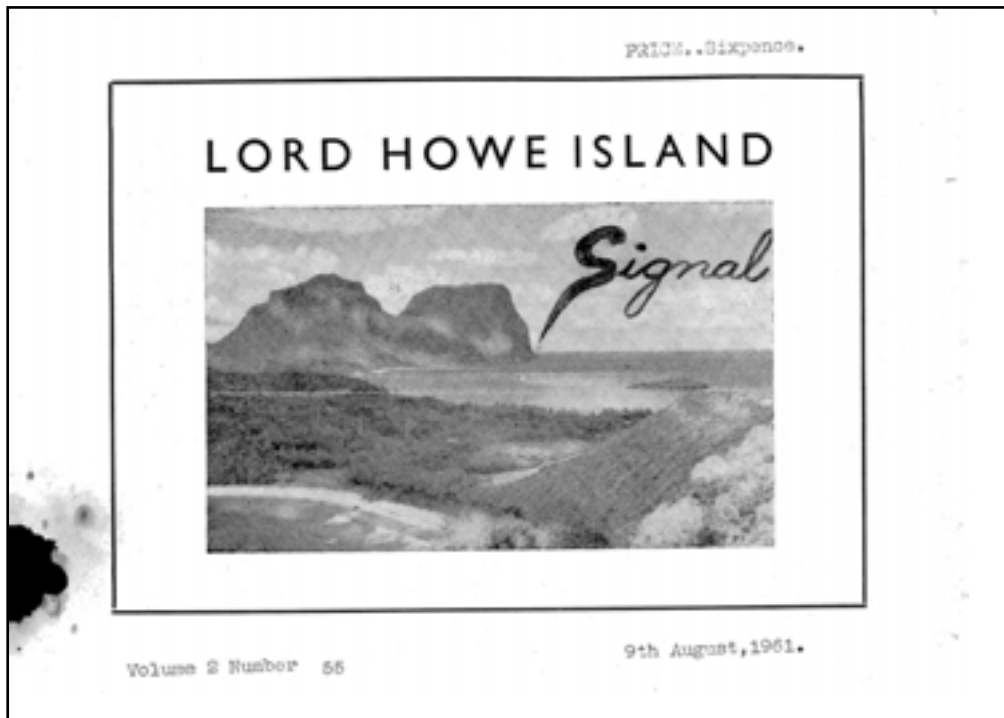 PRICE..Sixpence.
LORD HOWE ISLAND
Signal
Volume 2 Number 55
9th August,1961.